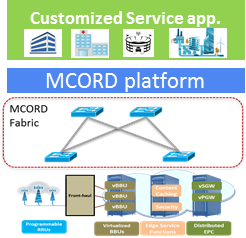 Customized Service app.
MCORD platform
MCORD
Fabric
Front-haul
vBBU
vBBU
vBBU
Content
Caching
Security
vSGW
vPGW
Programmable
RRUs
Virtualized
BBUs
Edge Service
Functions
Distributed
EPC